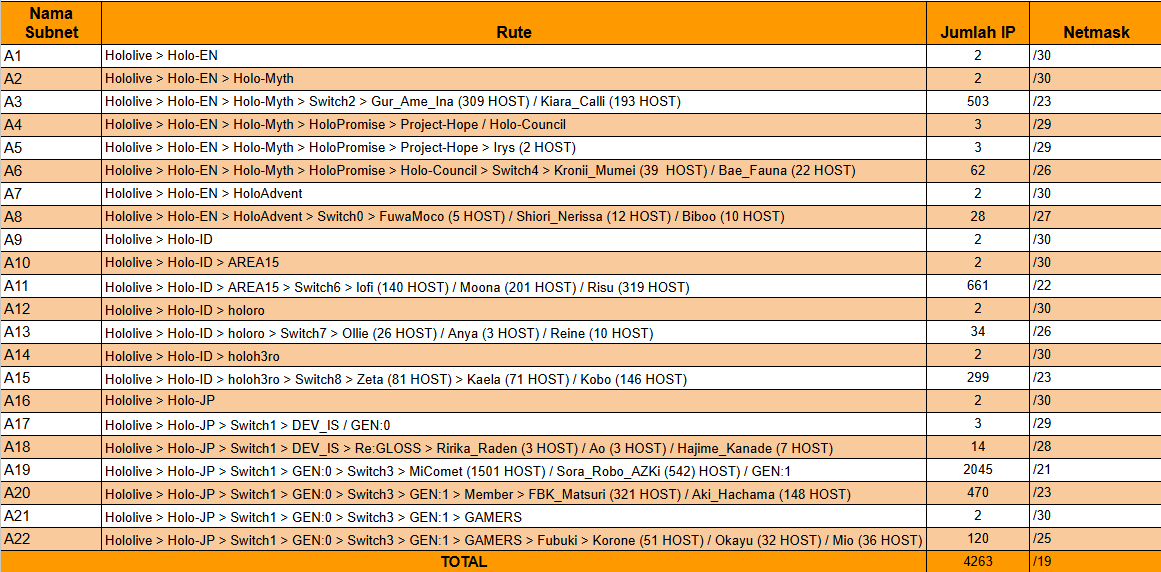 Nama Subnet Rute Jumlah IP Netmask
A1 Hololive > Holo-EN 2 /30
A2 Hololive > Holo-EN > Holo-Myth 2 /30
A3 Hololive > Holo-EN > Holo-Myth > Switch2 > Gur_Ame_Ina (309 HOST) / Kiara_Calli (193 HOST) 503 /23
A4 Hololive > Holo-EN > Holo-Myth > HoloPromise > Project-Hope / Holo-Council 3 /29
A5 Hololive > Holo-EN > Holo-Myth > HoloPromise > Project-Hope > Irys (2 HOST) 3 /29
A6 Hololive > Holo-EN > Holo-Myth > HoloPromise > Holo-Council > Switch4 > Kronii_Mumei (39 HOST) / Bae_Fauna (22 HOST) 62 /26
A7 Hololive > Holo-EN > HoloAdvent 2 /30
A8 Hololive > Holo-EN > HoloAdvent > Switch0 > FuwaMoco (5 HOST) / Shiori_Nerissa (12 HOST) / Biboo (10 HOST) 28 /27
A9 Hololive > Holo-ID 2 /30
A10 Hololive > Holo-ID > AREA15 2 /30
A11 Hololive > Holo-ID > AREA15 > Switch6 > Iofi (140 HOST) / Moona (201 HOST) / Risu (319 HOST) 661 /22
A12 Hololive > Holo-ID > holoro 2 /30
A13 Hololive > Holo-ID > holoro > Switch7 > Ollie (26 HOST) / Anya (3 HOST) / Reine (10 HOST) 34 /26
A14 Hololive > Holo-ID > holoh3ro 2 /30
A15 Hololive > Holo-ID > holoh3ro > Switch8 > Zeta (81 HOST) > Kaela (71 HOST) / Kobo (146 HOST) 299 /23
A16 Hololive > Holo-JP 2 /30
A17 Hololive > Holo-JP > Switch1 > DEV_IS / GEN:0 3 /29
A18 Hololive > Holo-JP > Switch1 > DEV_IS > Re:GLOSS > Ririka_Raden (3 HOST) / Ao (3 HOST) / Hajime_Kanade (7 HOST) 14 /28
A19 Hololive > Holo-JP > Switch1 > GEN:0 > Switch3 > MiComet (1501 HOST) / Sora_Robo_AZKi (542) HOST) / GEN:1 2045 /21
A20 Hololive > Holo-JP > Switch1 > GEN:0 > Switch3 > GEN:1 > Member > FBK_Matsuri (321 HOST) / Aki_Hachama (148 HOST) 470 /23
A21 Hololive > Holo-JP > Switch1 > GEN:0 > Switch3 > GEN:1 > GAMERS 2 /30
A22 Hololive > Holo-JP > Switch1 > GEN:0 > Switch3 > GEN:1 > GAMERS > Fubuki > Korone (51 HOST) / Okayu (32 HOST) / Mio (36 HOST) 120 /25
TOTAL 4263 /19